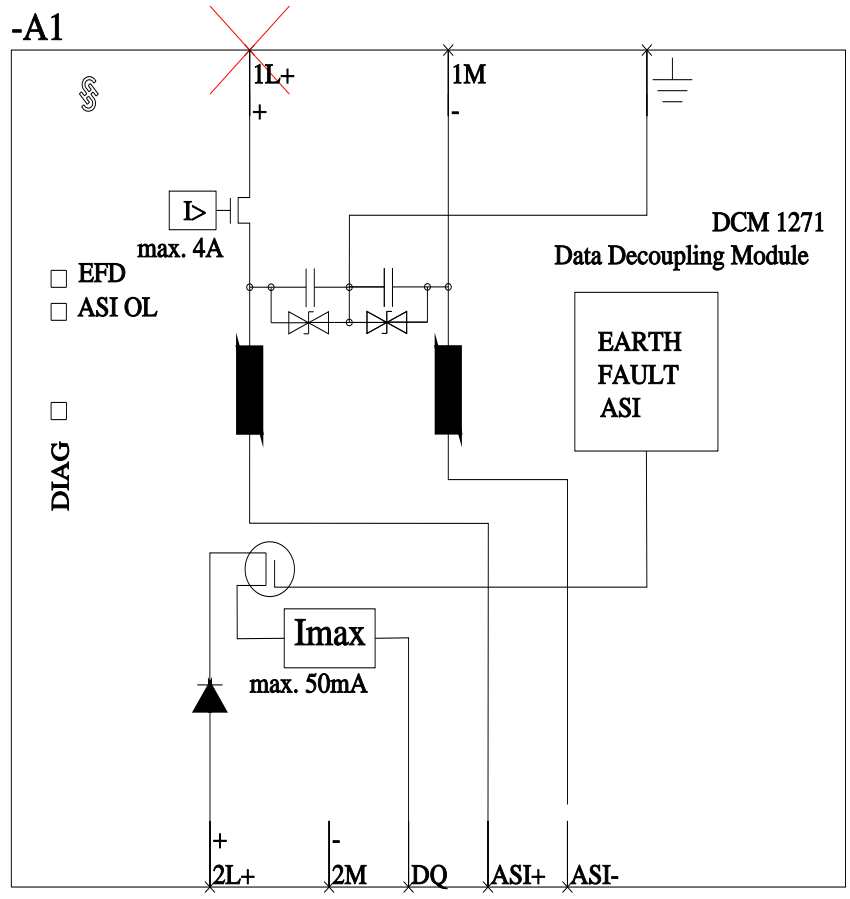 -A1
1L+
1M
+
-
I>
DCM 1271
max. 4A
Data Decoupling Module
EFD
ASI OL
EARTH
FAULT
ASI
DIAG
Imax
max. 50mA
+
-
2L+
2M
DQ
ASI+
ASI-